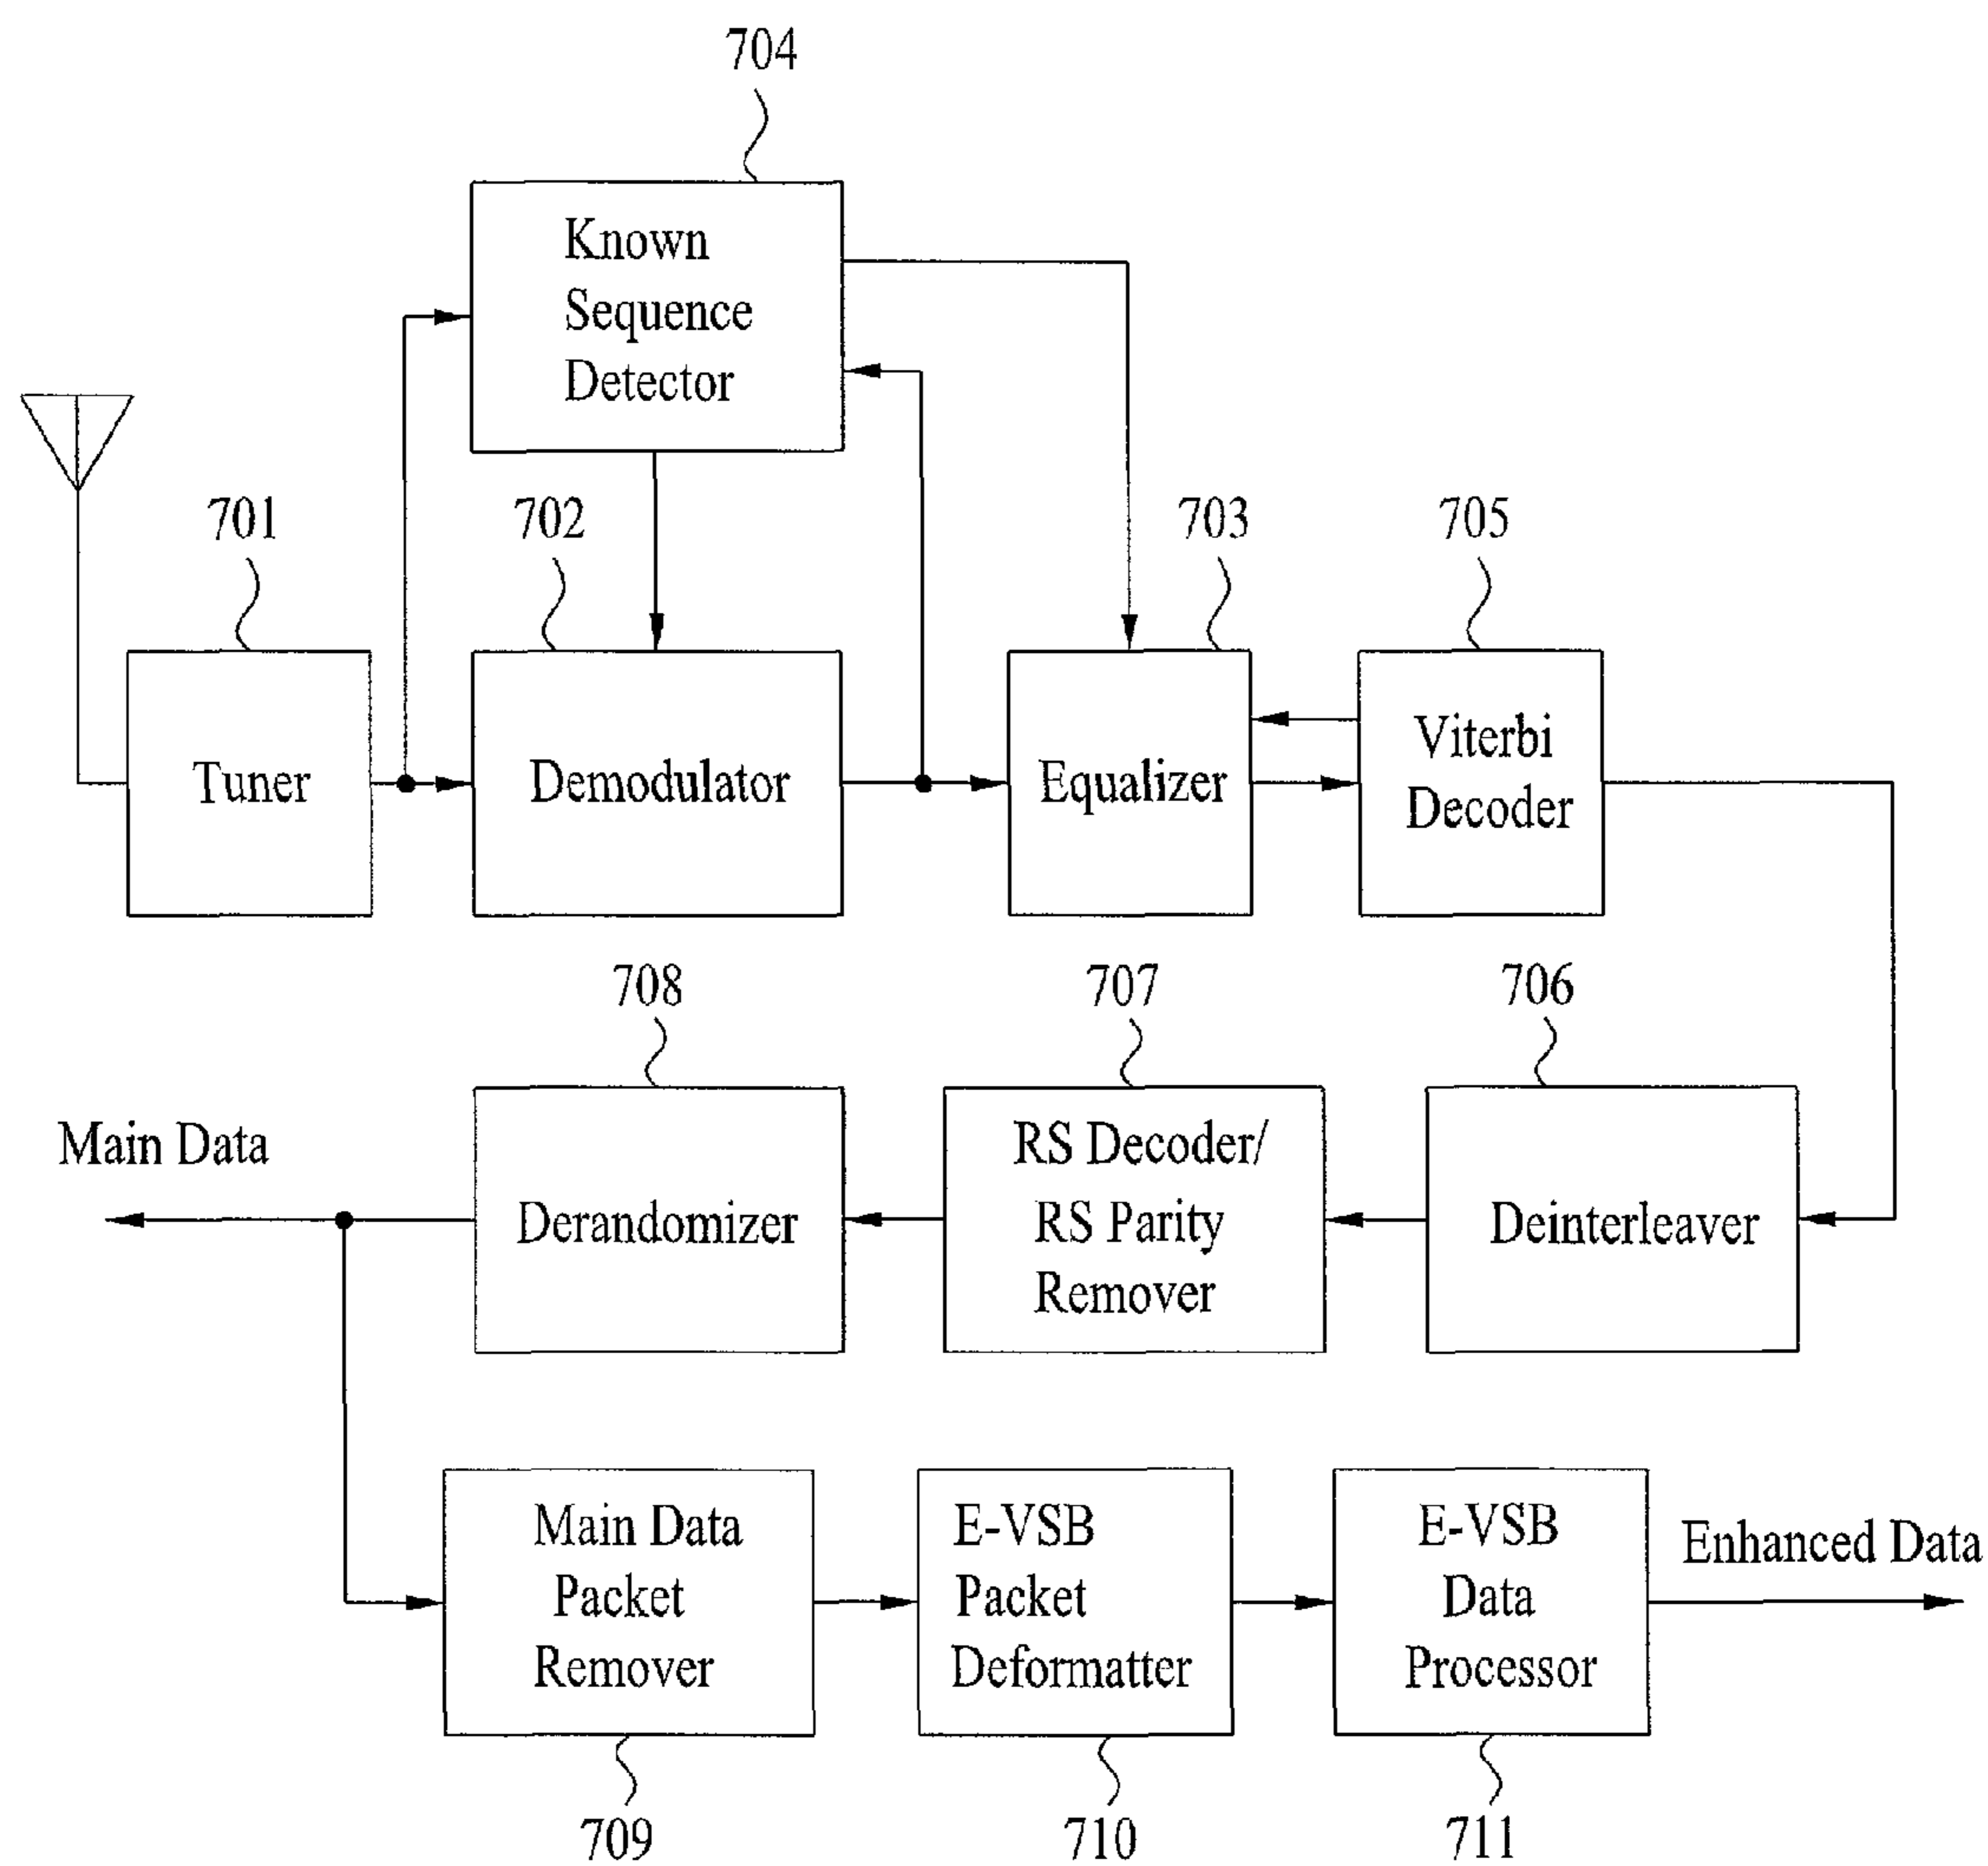 704
Known
Sequence
Detector
701
702
703
705
Tuner
Demodulator
Equalizer
Viterbi
Decoder
708
707
706
Main Data
Derandomizer
RS Decoder/
RS Parity
Remover
Deinterleaver
Main Data
Packet
Remover
E-VSB
Packet
Deformatter
E-VSB
Data
Processor
Enhanced Data
709
710
711